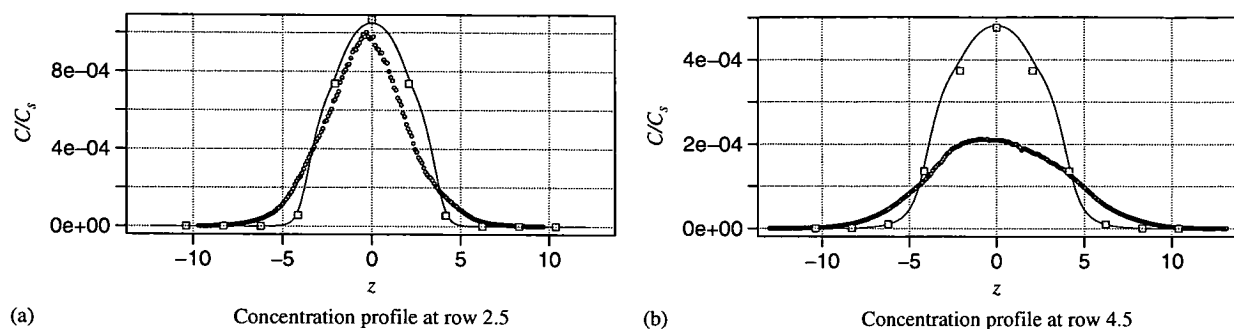 C/Cs
8e−04
4e−04
0e+00
−10
−5
0
5
10
z
(a)
Concentration profile at row 2.5
C/Cs
4e−04
2e−04
0e+00
−10
−5
0
5
10
z
(b)
Concentration profile at row 4.5